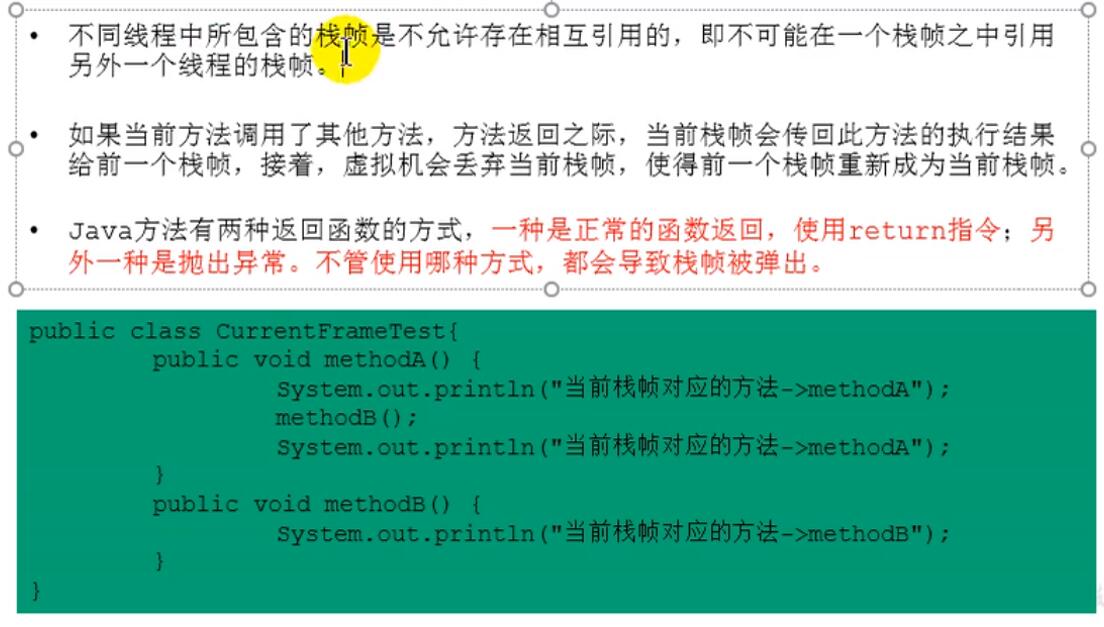 • 不同线程中所包含的栈帧是不允许存在相互引用的，即不可能在一个栈帧之中引用
另外一个线程的栈帧。
• 如果当前方法调用了其他方法，方法返回之际，当前栈帧会传回此方法的执行结果
给前一个栈帧，接着，虚拟机会丢弃当前栈帧，使得前一个栈帧重新成为当前栈帧。
• Java方法有两种返回函数的方式，一种是正常的函数返回，使用return指令；另
外一种是抛出异常。不管使用哪种方式，都会导致栈帧被弹出。
public class CurrentFrameTest{
public void methodA() {
System.out.println("当前栈帧对应的方法->methodA");
methodB();
System.out.println("当前栈帧对应的方法->methodA");
}
public void methodB() {
System.out.println("当前栈帧对应的方法->methodB");
}
}